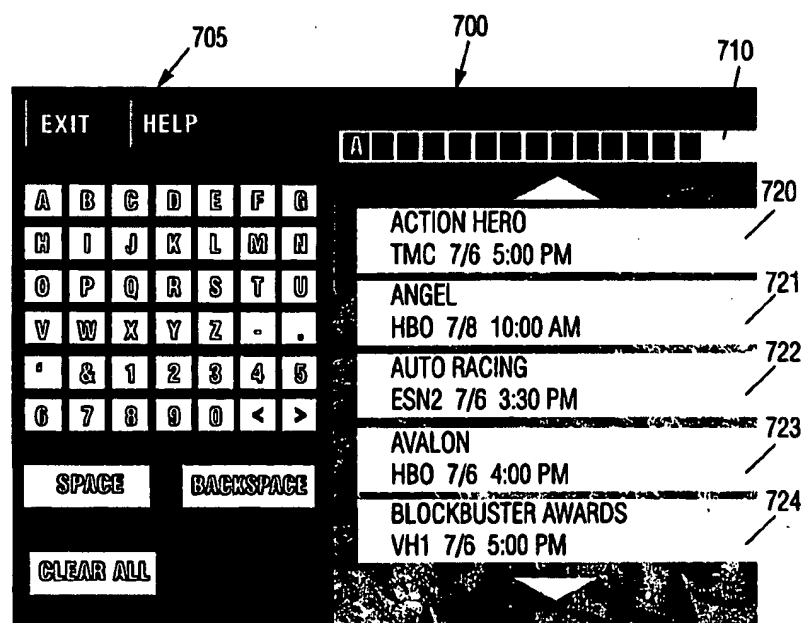 705
700
710
EXIT HELP
A
A B C D E F G
H I J K L M N
O P Q R S T U
V W X Y Z - .
' & 1 2 3 4 5
6 7 8 9 0 < >
SPACE BACKSPACE
CLEAR ALL
720
ACTION HERO
TMC 7/6 5:00 PM
721
ANGEL
HBO 7/8 10:00 AM
722
AUTO RACING
ESN2 7/6 3:30 PM
723
AVALON
HBO 7/6 4:00 PM
724
BLOCKBUSTER AWARDS
VH1 7/6 5:00 PM